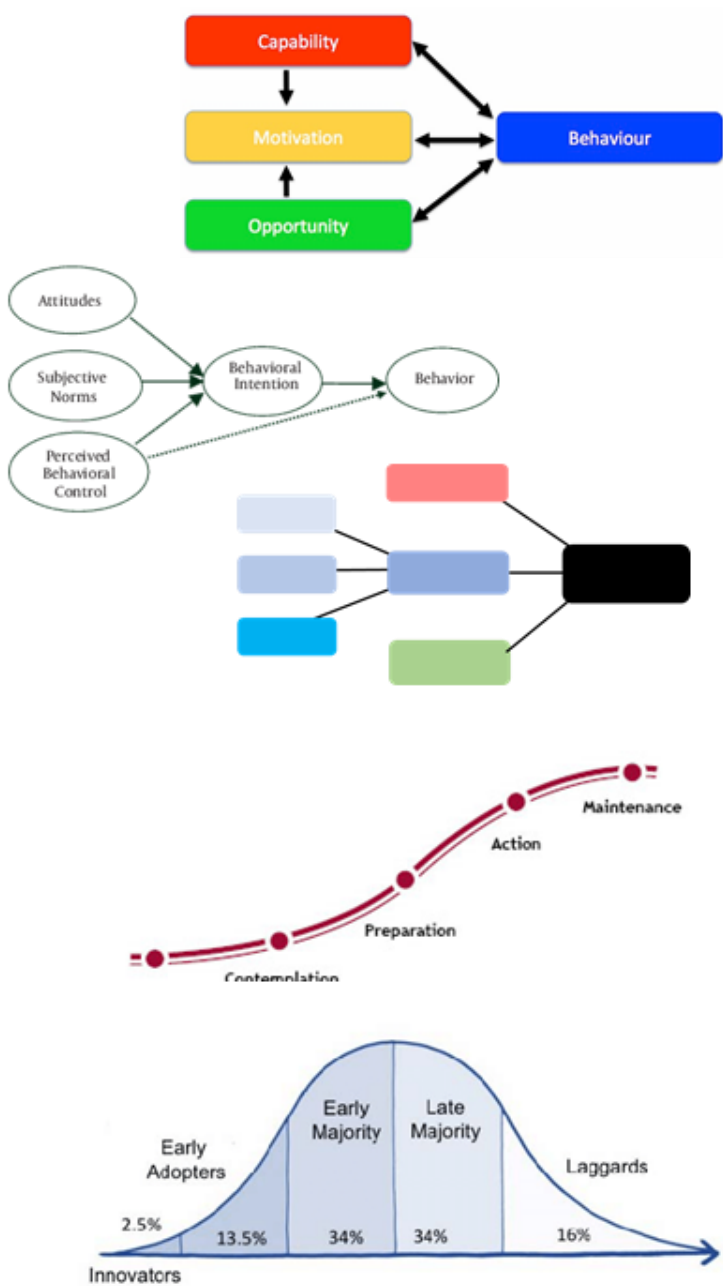 Capability
Motivation
Behaviour
Opportunity
Attitudes
Subjective
Norms
Perceived
Behavioral
Control
Behavioral
Intention
Behavior
Maintenance
Action
Preparation
Contemplation
Early
Adopters
Early
Majority
Late
Majority
Laggards
2.5%
13.5%
34%
34%
16%
Innovators